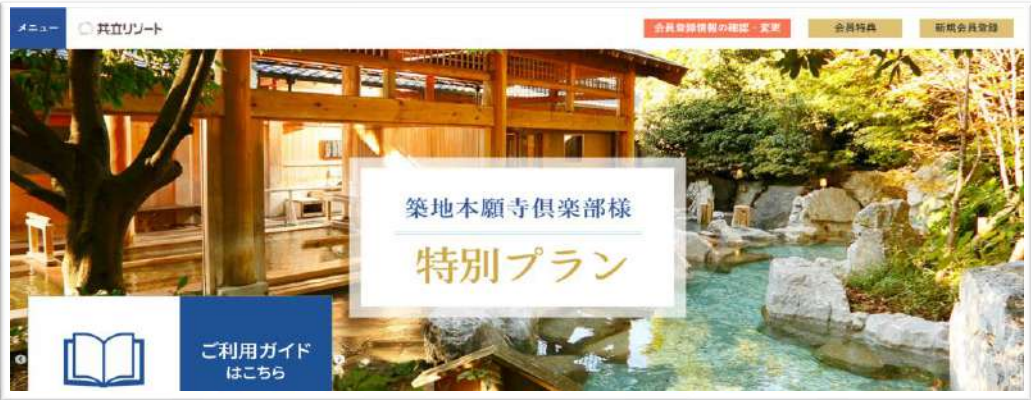 メニュー
共立リゾート
会員登録情報の確認・変更
会員特典
新規会員登録
築地本願寺倶楽部様
特別プラン
ご利用ガイド
はこちら